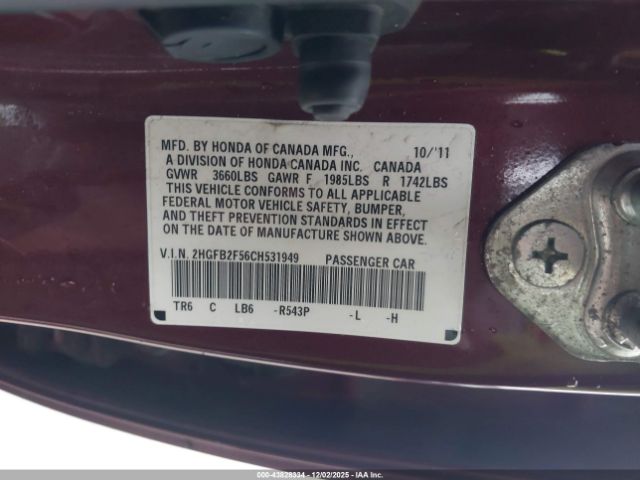 MFD. BY HONDA OF CANADA MFG., 10/'11
A DIVISION OF HONDA CANADA INC. CANADA
GVWR 3660LBS GAWR F 1985LBS R 1742LBS
THIS VEHICLE CONFORMS TO ALL APPLICABLE
FEDERAL MOTOR VEHICLE SAFETY, BUMPER,
AND THEFT PREVENTION STANDARDS IN EFFECT
ON THE DATE OF MANUFACTURE SHOWN ABOVE.
V.I.N. 2HGFB2F56CH531949 PASSENGER CAR
TR6 C LB6 -R543P -L -H
000-43828334 - 12/02/2025 - IAAI.com